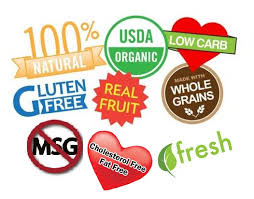 100%
NATURAL
USDA
ORGANIC
LOW CARB
GLUTEN
FREE
REAL
FRUIT
MADE WITH
WHOLE
GRAINS
MSG
Cholesterol Free
Fat Free
fresh